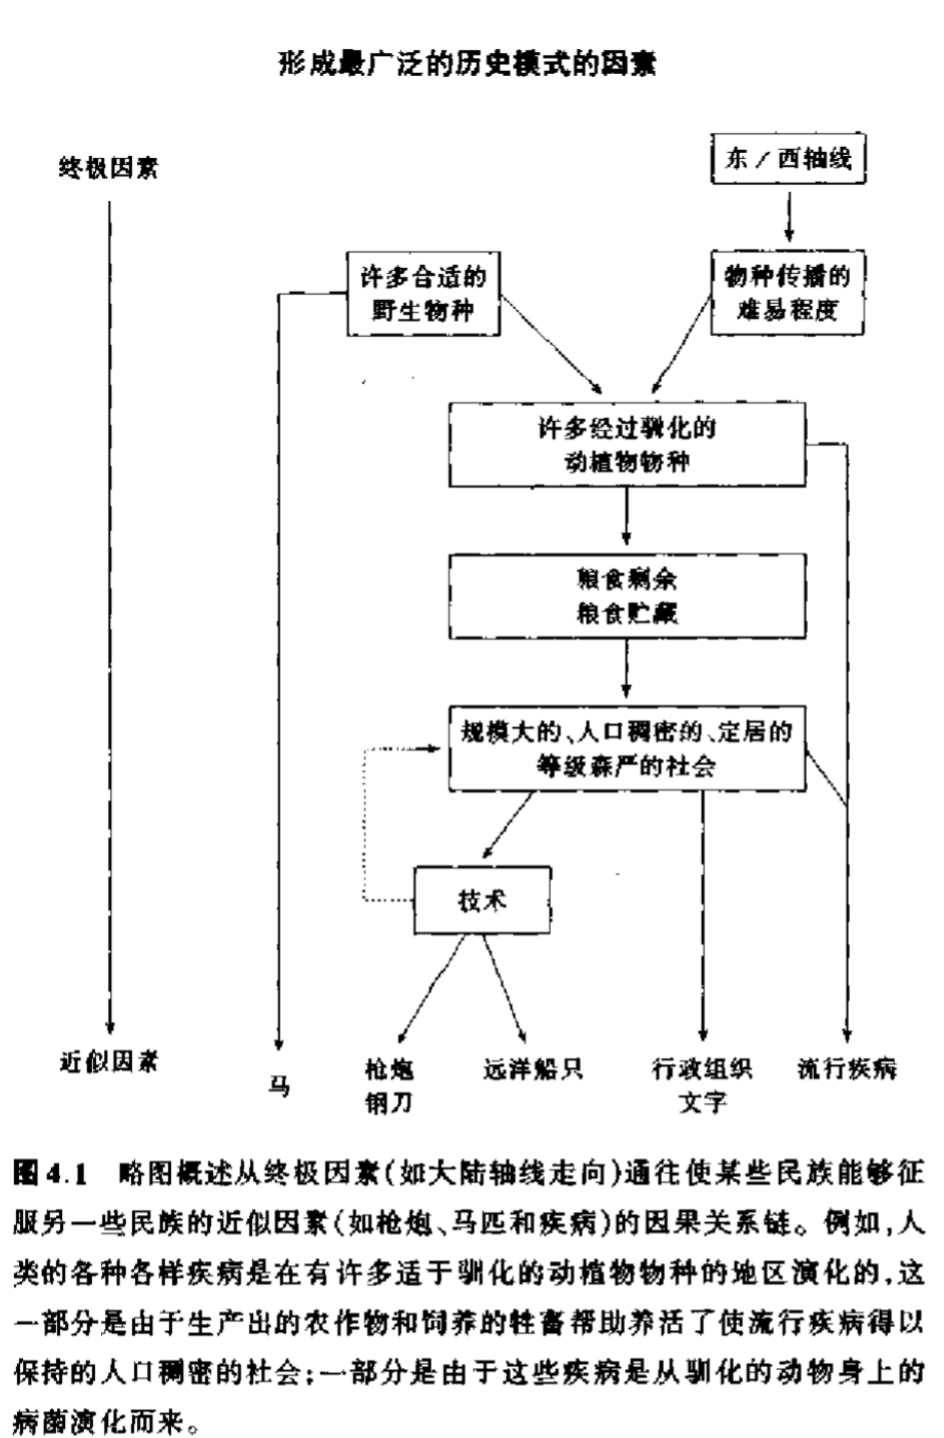 形成最广泛的历史模式的因素
终极因素
东/西轴线
许多合适的
野生物种
物种传播的
难易程度
许多经过驯化的
动植物物种
粮食剩余
粮食贮藏
规模大的、人口稠密的、定居的
等级森严的社会
技术
近似因素
马
枪炮
钢刀
远洋船只
行政组织
文字
流行疾病
图4.1 略图概述从终极因素(如大陆轴线走向)通往使某些民族能够征
服另一些民族的近似因素(如枪炮、马匹和疾病)的因果关系链。例如,人
类的各种各样疾病是在有许多适于驯化的动植物物种的地区演化的,这
一部分是由于生产出的农作物和饲养的牲畜帮助养活了使流行疾病得以
保持的人口稠密的社会;一部分是由于这些疾病是从驯化的动物身上的
病菌演化而来。